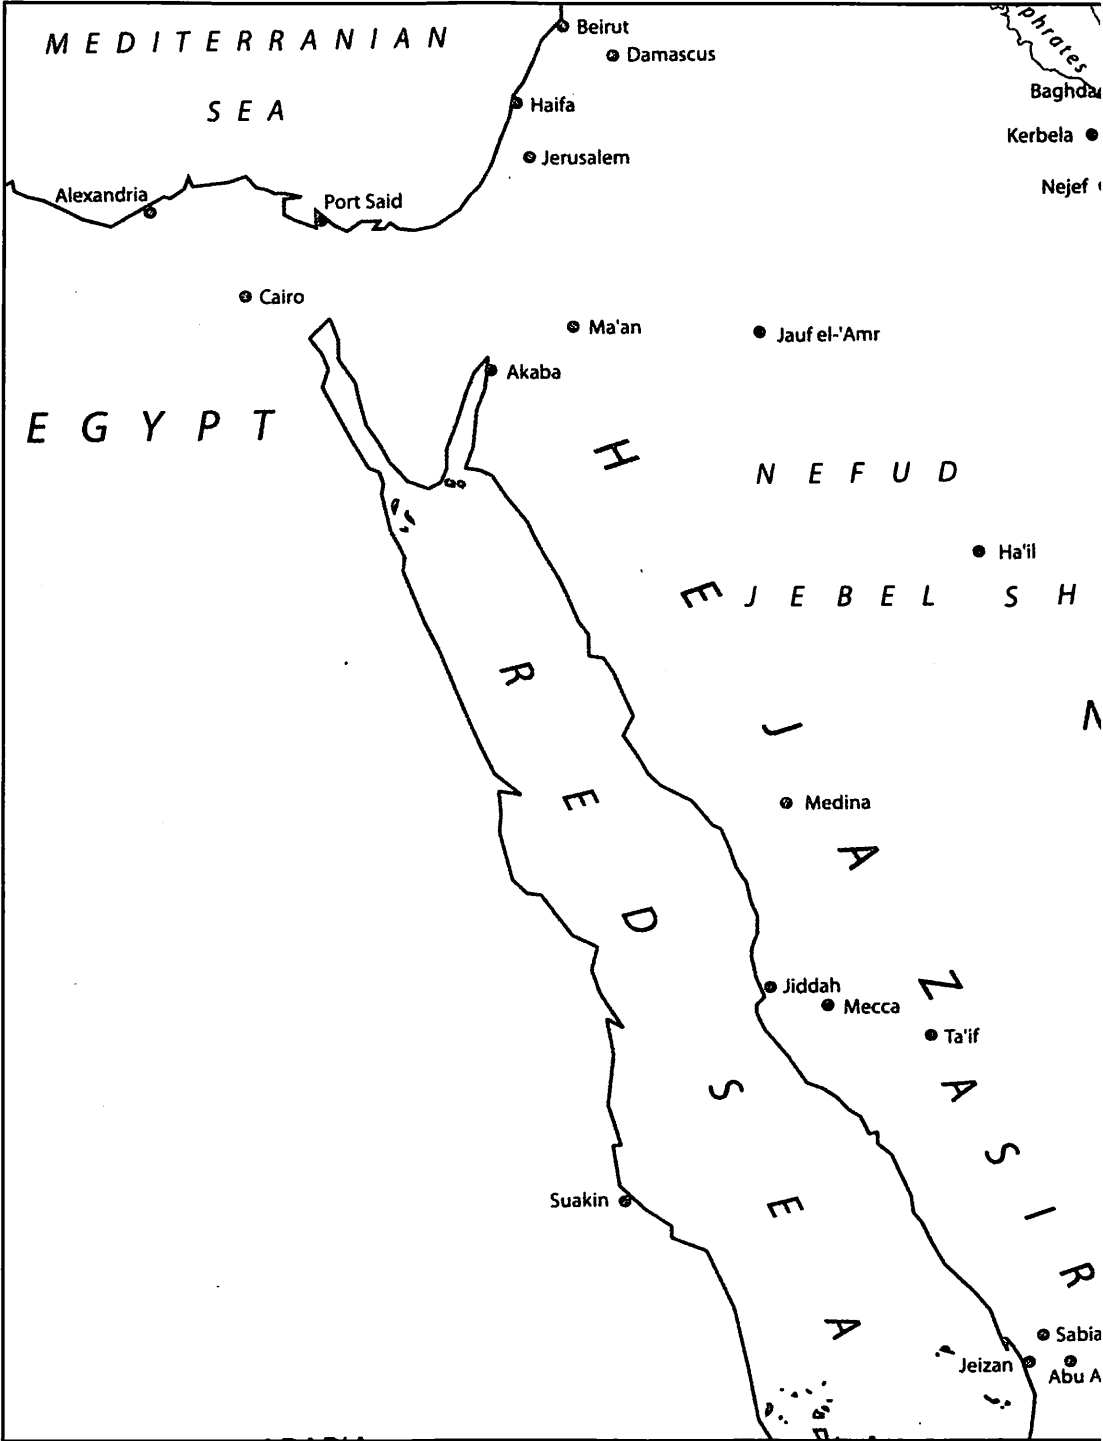 MEDITERRANIAN
SEA
Beirut
Damascus
Haifa
Jerusalem
phrates
Baghda
Kerbela
Nejef
Alexandria
Port Said
Cairo
Ma'an
Jauf el-'Amr
Akaba
EGYPT
NEFUD
Ha'il
JEBEL SH
HEJAZ
RED SEA
Medina
Jiddah
Mecca
Ta'if
ASIR
Suakin
Sabia
Jeizan
Abu A